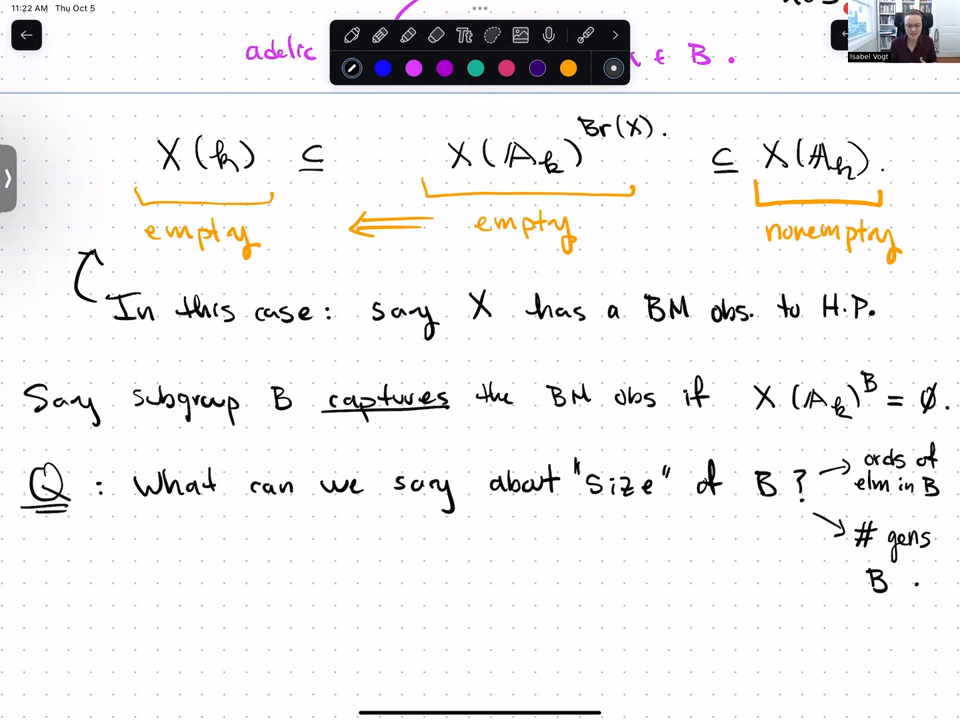 11:22 AM Thu Oct 5
Isabel Vogt
adelic ∈ B.
X(k) ⊆ X(𝔸_k)^Br(X). ⊆ X(𝔸_k).
empty ⇐ empty nonempty
In this case: say X has a BM obs. to H.P.
Say subgroup B captures the BM obs if X(𝔸_k)^B = ∅.
Q: What can we say about "size" of B? → ords of
elm in B
↘ # gens
B.